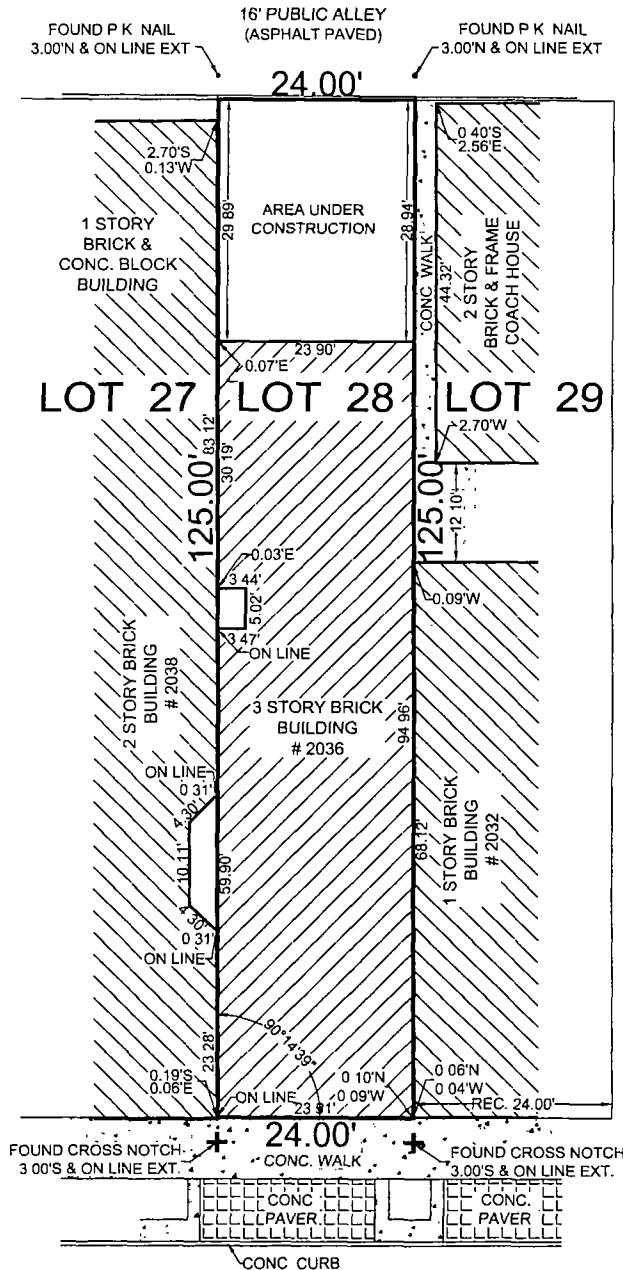 16' PUBLIC ALLEY
(ASPHALT PAVED)
FOUND P K NAIL
3.00'N & ON LINE EXT
FOUND P K NAIL
3.00'N & ON LINE EXT
24.00'
2.70'S
0.13'W
0 40'S
2.56'E
29 89'
AREA UNDER
CONSTRUCTION
28.94'
CONC WALK
44.32'
1 STORY
BRICK &
CONC. BLOCK
BUILDING
2 STORY
BRICK & FRAME
COACH HOUSE
23 90'
0.07'E
LOT 27
LOT 28
LOT 29
83 12'
30 19'
125.00'
2.70'W
125.00'
12 10'
0.03'E
3 44'
5.02'
3 47'
ON LINE
0.09'W
2 STORY BRICK
BUILDING
# 2038
3 STORY BRICK
BUILDING
# 2036
94 96'
ON LINE
0 31'
4 30'
10.11'
59.90'
4 30'
0 31'
ON LINE
68.12'
1 STORY BRICK
BUILDING
# 2032
90°14'39"
23 28'
0.19'S
0.06'E
ON LINE
23 91'
0 10'N
0 09'W
0 06'N
0 04'W
REC. 24.00'
24.00'
FOUND CROSS NOTCH
3.00'S & ON LINE EXT.
CONC. WALK
FOUND CROSS NOTCH
3.00'S & ON LINE EXT.
CONC
PAVER
CONC.
PAVER
CONC CURB